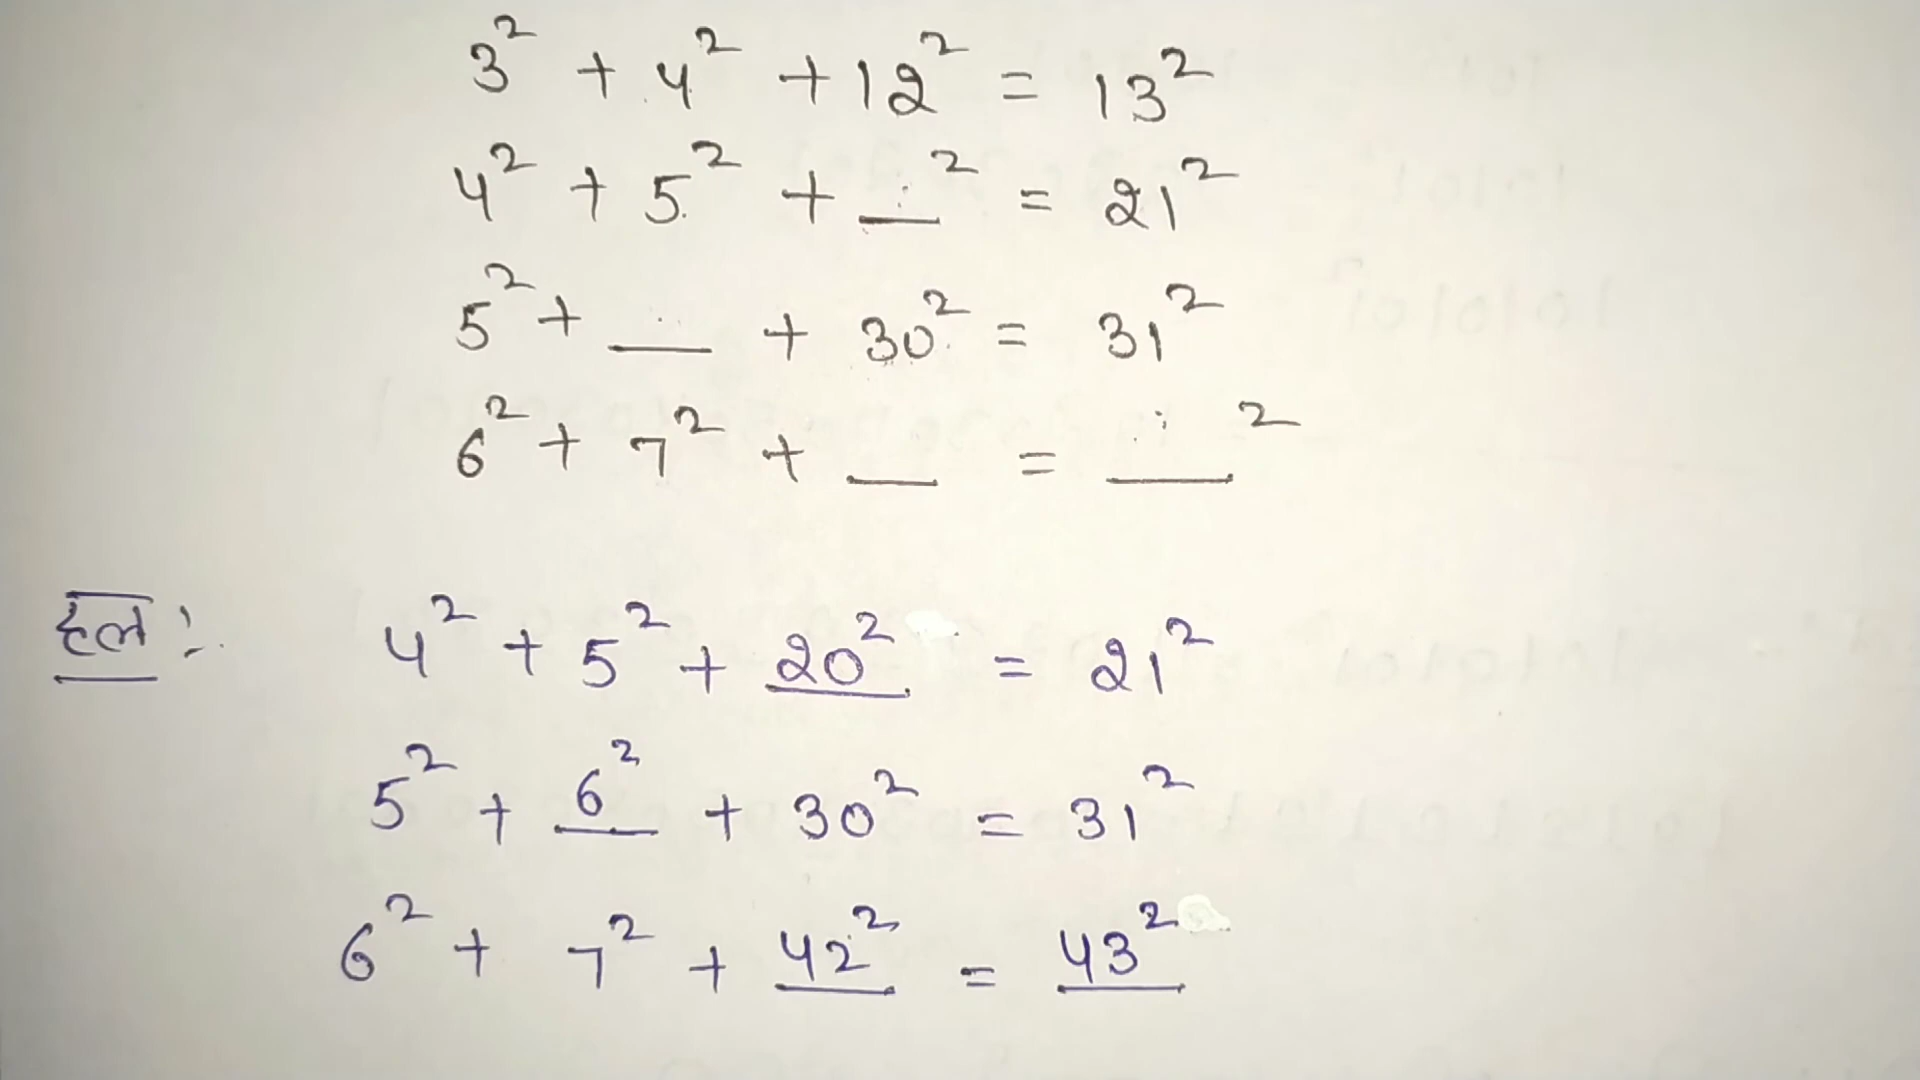 3² + 4² + 12² = 13²
4² + 5² + __² = 21²
5² + __ + 30² = 31²
6² + 7² + __ = __²
हल :-
4² + 5² + 20² = 21²
5² + 6² + 30² = 31²
6² + 7² + 42² = 43²